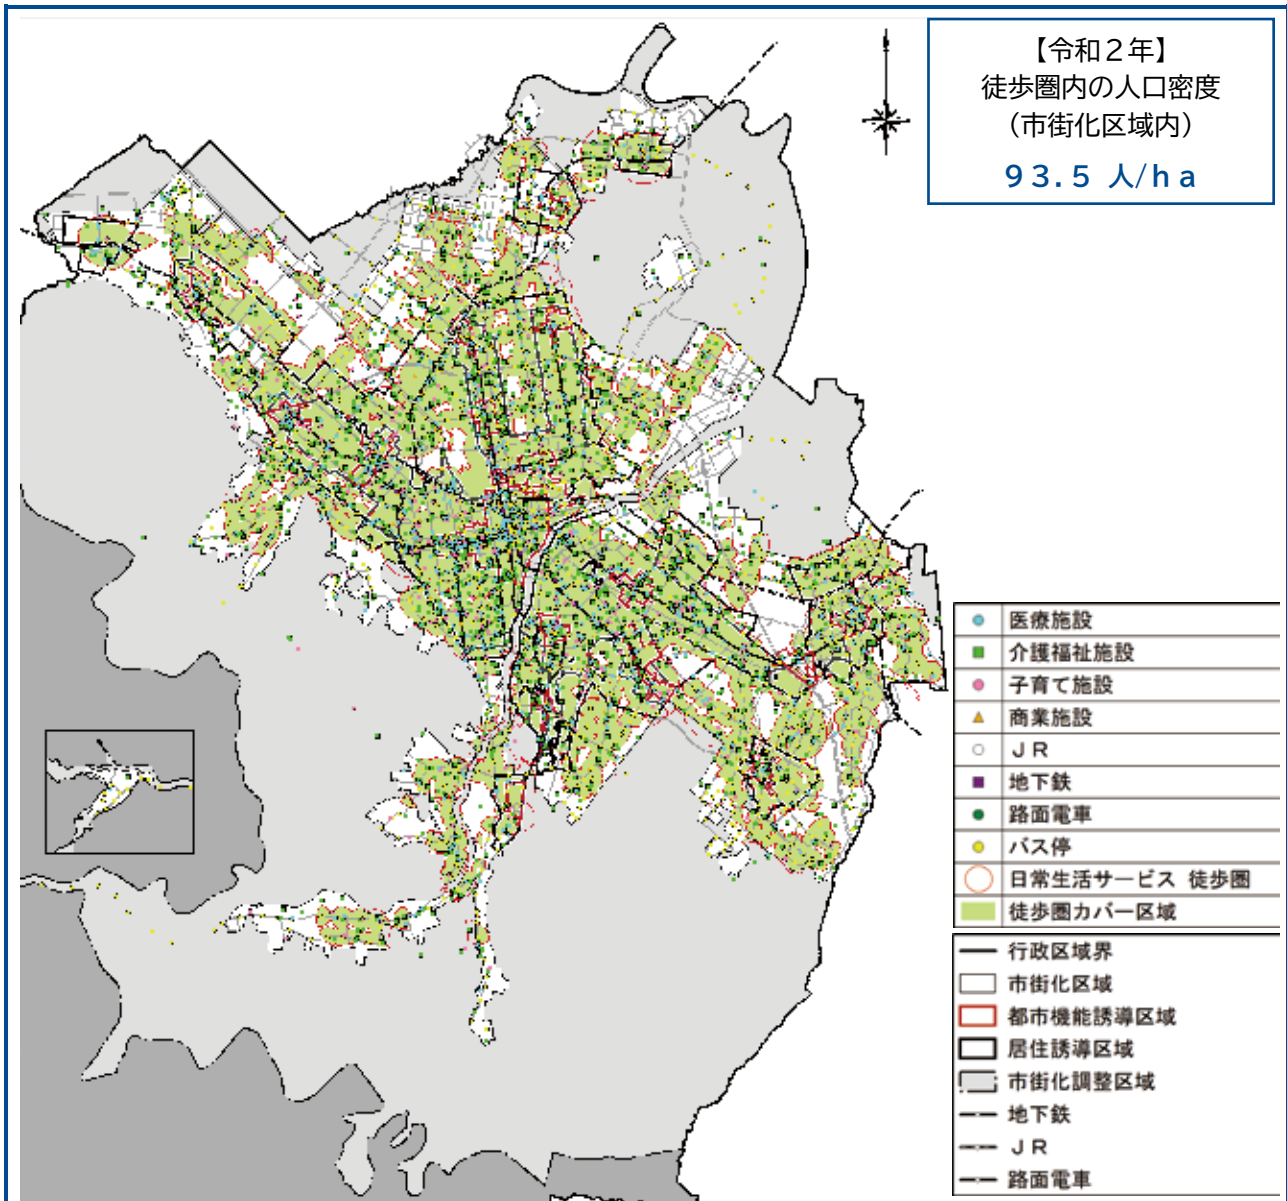 【令和２年】
徒歩圏内の人口密度
（市街化区域内）
９３．５ 人/ｈａ
医療施設
介護福祉施設
子育て施設
商業施設
ＪＲ
地下鉄
路面電車
バス停
日常生活サービス 徒歩圏
徒歩圏カバー区域
行政区域界
市街化区域
都市機能誘導区域
居住誘導区域
市街化調整区域
地下鉄
ＪＲ
路面電車